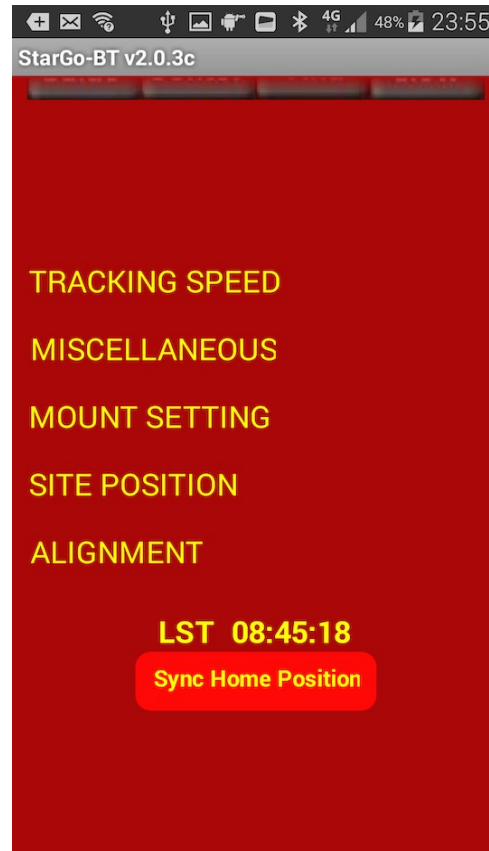 4G 48% 23:55
StarGo-BT v2.0.3c
TRACKING SPEED
MISCELLANEOUS
MOUNT SETTING
SITE POSITION
ALIGNMENT
LST 08:45:18
Sync Home Position